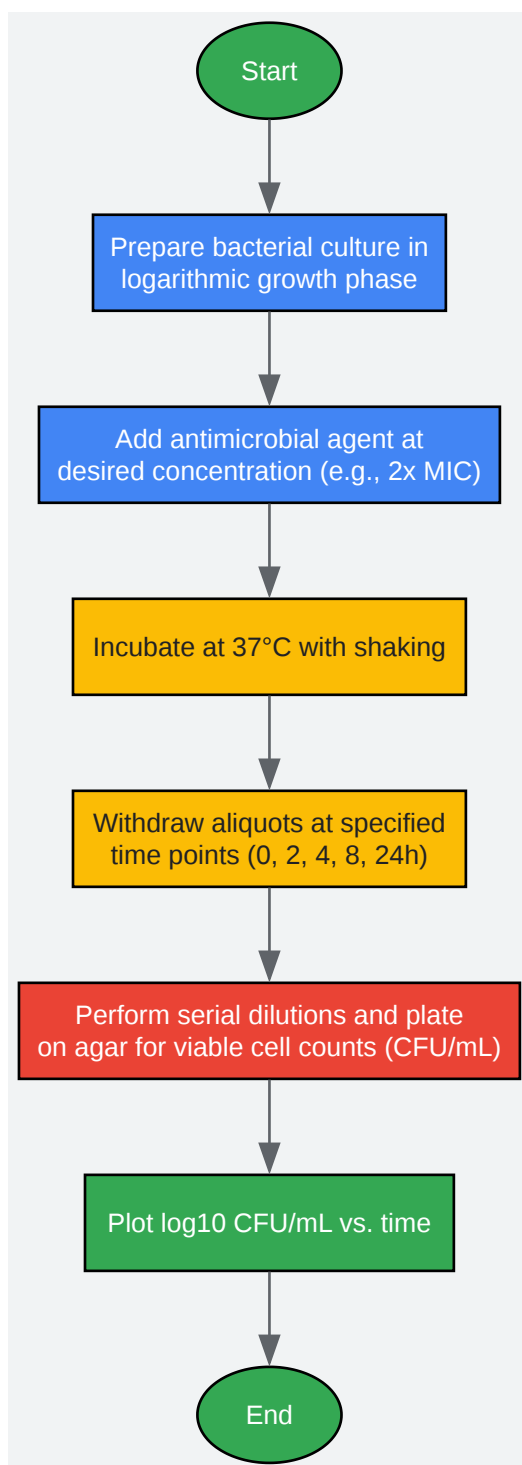 Start
Prepare bacterial culture in
logarithmic growth phase
Add antimicrobial agent at
desired concentration (e.g., 2x MIC)
Incubate at 37°C with shaking
Withdraw aliquots at specified
time points (0, 2, 4, 8, 24h)
Perform serial dilutions and plate
on agar for viable cell counts (CFU/mL)
Plot log10 CFU/mL vs. time
End